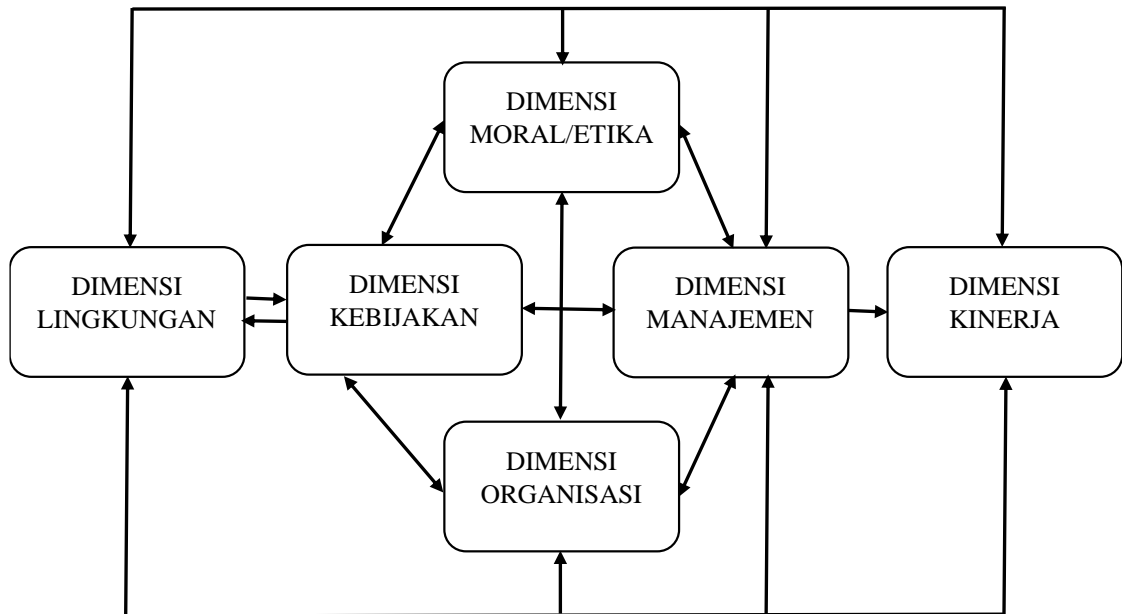 DIMENSI
MORAL/ETIKA
DIMENSI
LINGKUNGAN
DIMENSI
KEBIJAKAN
DIMENSI
MANAJEMEN
DIMENSI
KINERJA
DIMENSI
ORGANISASI